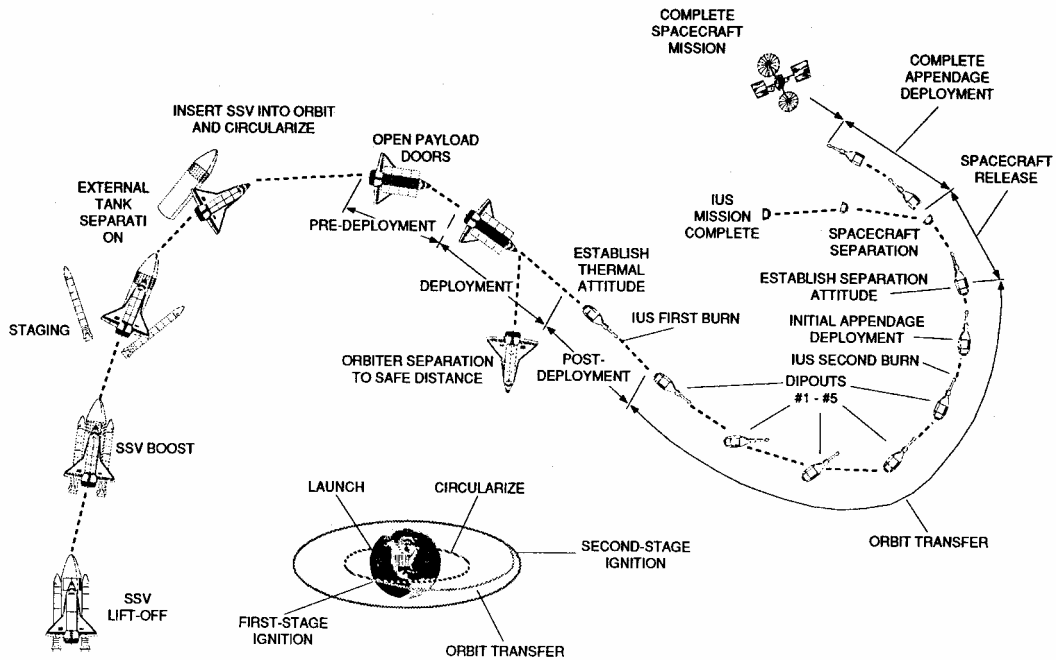 COMPLETE
SPACECRAFT
MISSION
COMPLETE
APPENDAGE
DEPLOYMENT
INSERT SSV INTO ORBIT
AND CIRCULARIZE
OPEN PAYLOAD
DOORS
SPACECRAFT
RELEASE
EXTERNAL
TANK
SEPARATI
ON
IUS
MISSION
COMPLETE
PRE-DEPLOYMENT
SPACECRAFT
SEPARATION
ESTABLISH
THERMAL
ATTITUDE
ESTABLISH SEPARATION
ATTITUDE
DEPLOYMENT
STAGING
IUS FIRST BURN
INITIAL APPENDAGE
DEPLOYMENT
ORBITER SEPARATION
TO SAFE DISTANCE
POST-
DEPLOYMENT
IUS SECOND BURN
DIPOUTS
#1 - #5
SSV BOOST
LAUNCH
CIRCULARIZE
ORBIT TRANSFER
SECOND-STAGE
IGNITION
SSV
LIFT-OFF
FIRST-STAGE
IGNITION
ORBIT TRANSFER